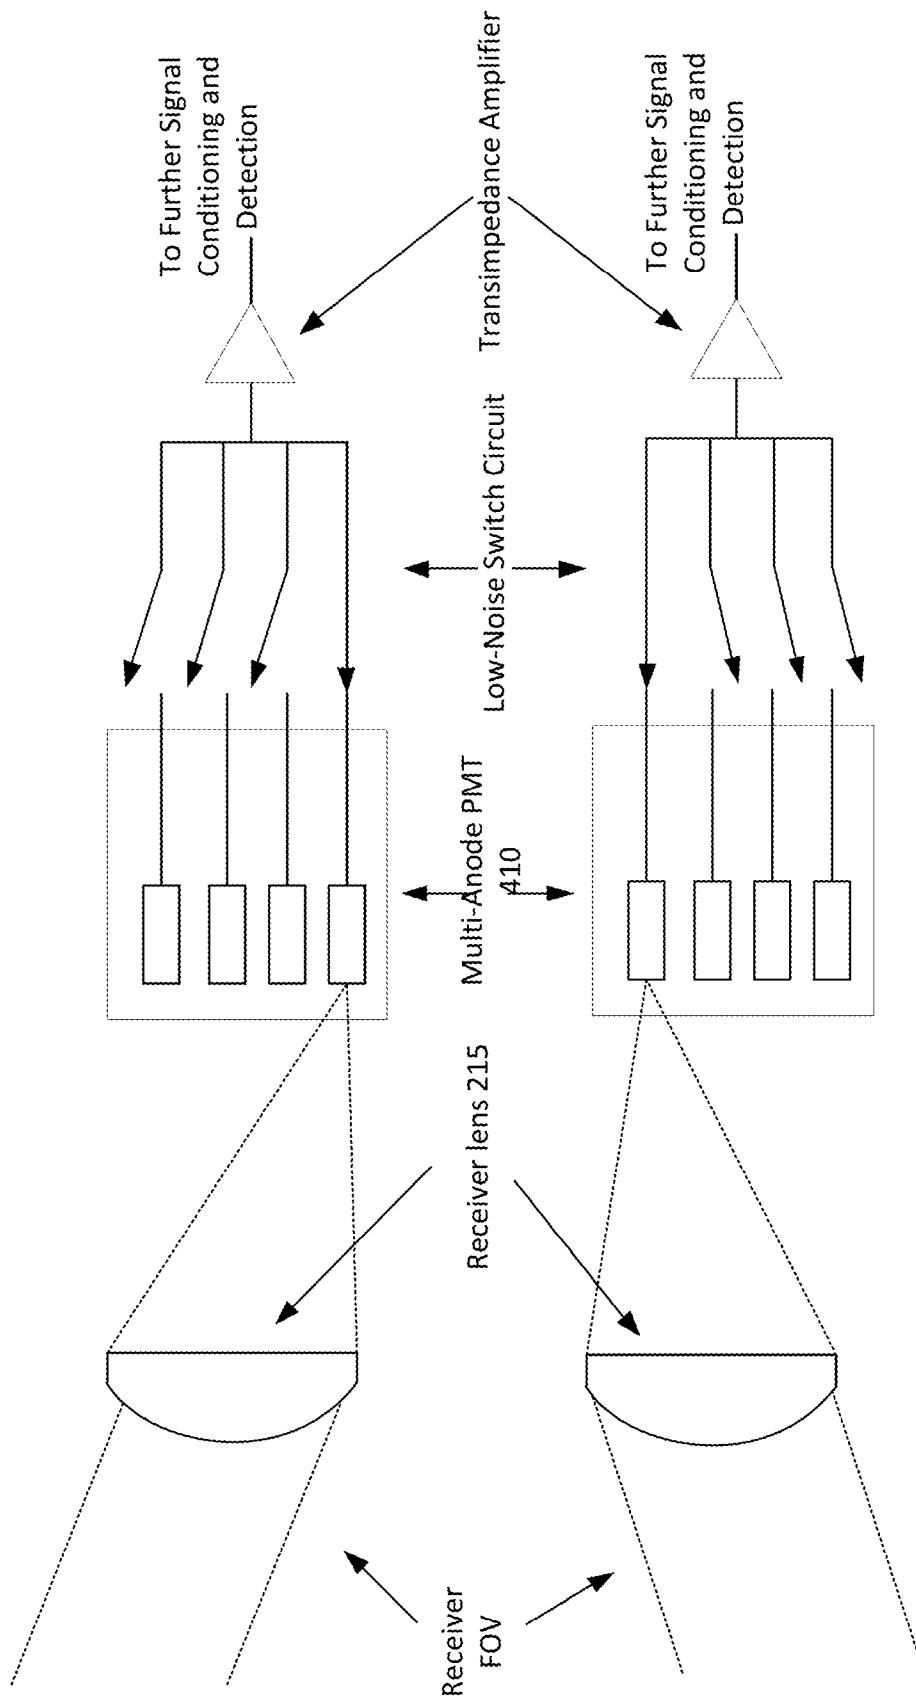 To Further Signal
Conditioning and
Detection
Transimpedance Amplifier
To Further Signal
Conditioning and
Detection
Low-Noise Switch Circuit
Multi-Anode PMT
410
Receiver lens 215
Receiver
FOV